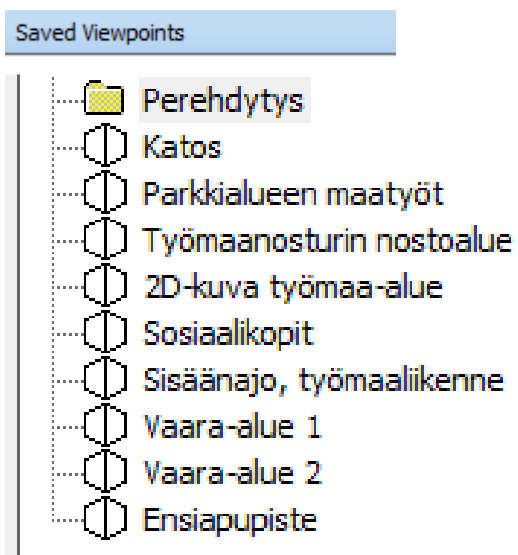 Saved Viewpoints
Perehdytys
Katos
Parkkialueen maatyöt
Työmaanosturin nostoalue
2D-kuva työmaa-alue
Sosiaalikopit
Sisäänajo, työmaaliikenne
Vaara-alue 1
Vaara-alue 2
Ensiapupiste